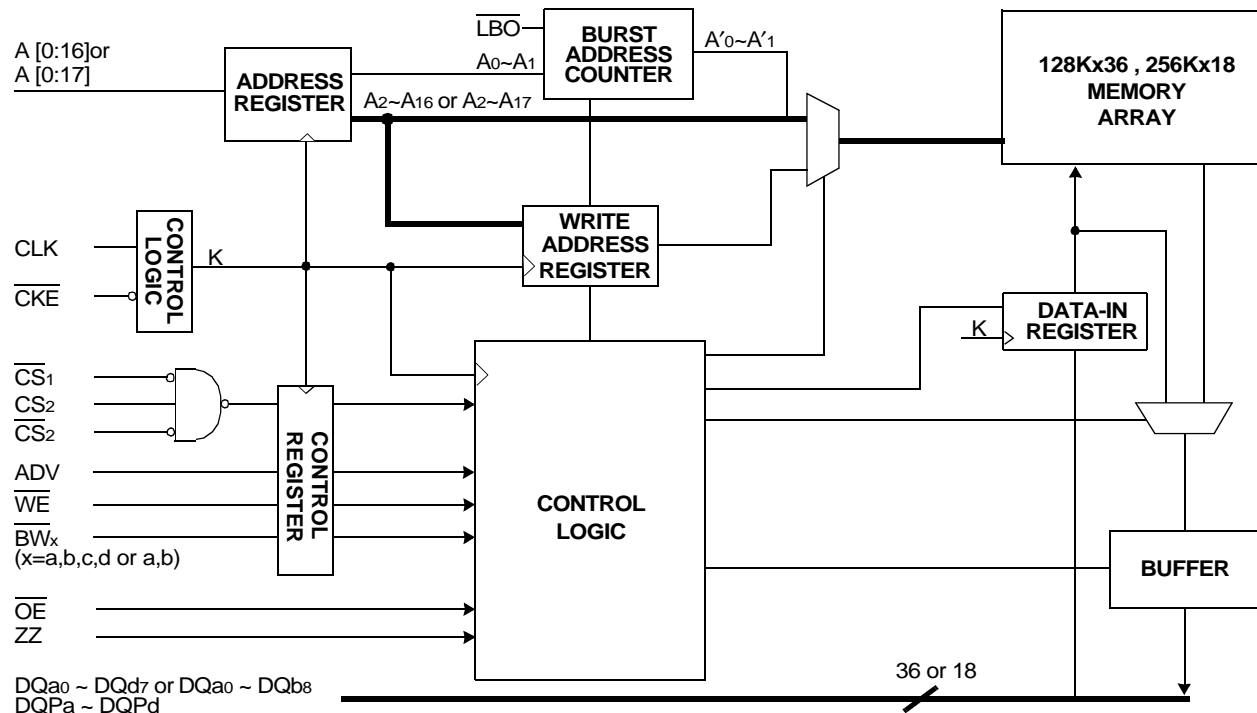 LBO
BURST
ADDRESS
COUNTER
A [0:16]or
A [0:17]
ADDRESS
REGISTER
A0~A1
A′0~A′1
A2~A16 or A2~A17
128Kx36 , 256Kx18
MEMORY
ARRAY
WRITE
ADDRESS
REGISTER
CLK
CKE
CONTROL
LOGIC
K
DATA-IN
REGISTER
K
CS1
CS2
CS2
ADV
WE
BWx
(x=a,b,c,d or a,b)
CONTROL
REGISTER
CONTROL
LOGIC
BUFFER
OE
ZZ
DQa0 ~ DQd7 or DQa0 ~ DQb8
DQPa ~ DQPd
36 or 18